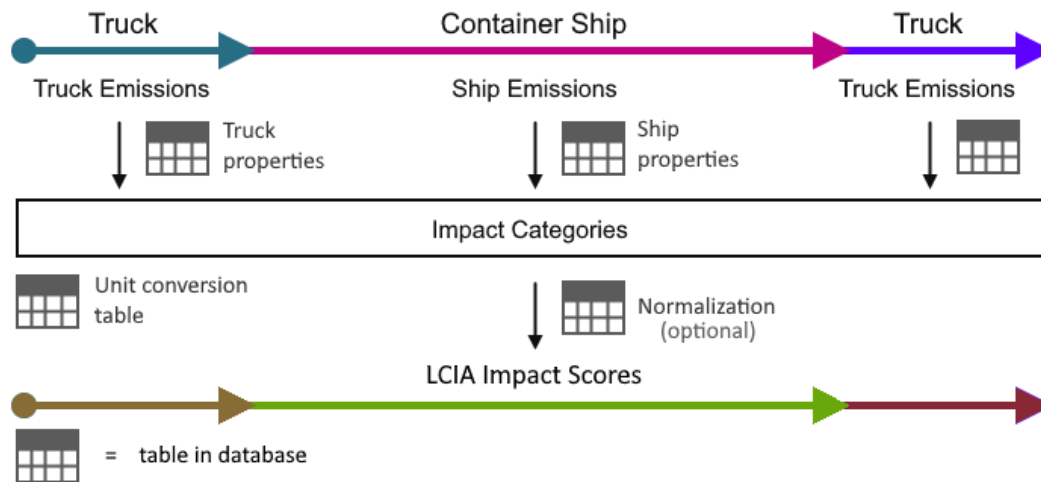 Truck
Container Ship
Truck
Truck Emissions
Ship Emissions
Truck Emissions
Truck
properties
Ship
properties
Impact Categories
Unit conversion
table
Normalization
(optional)
LCIA Impact Scores
= table in database